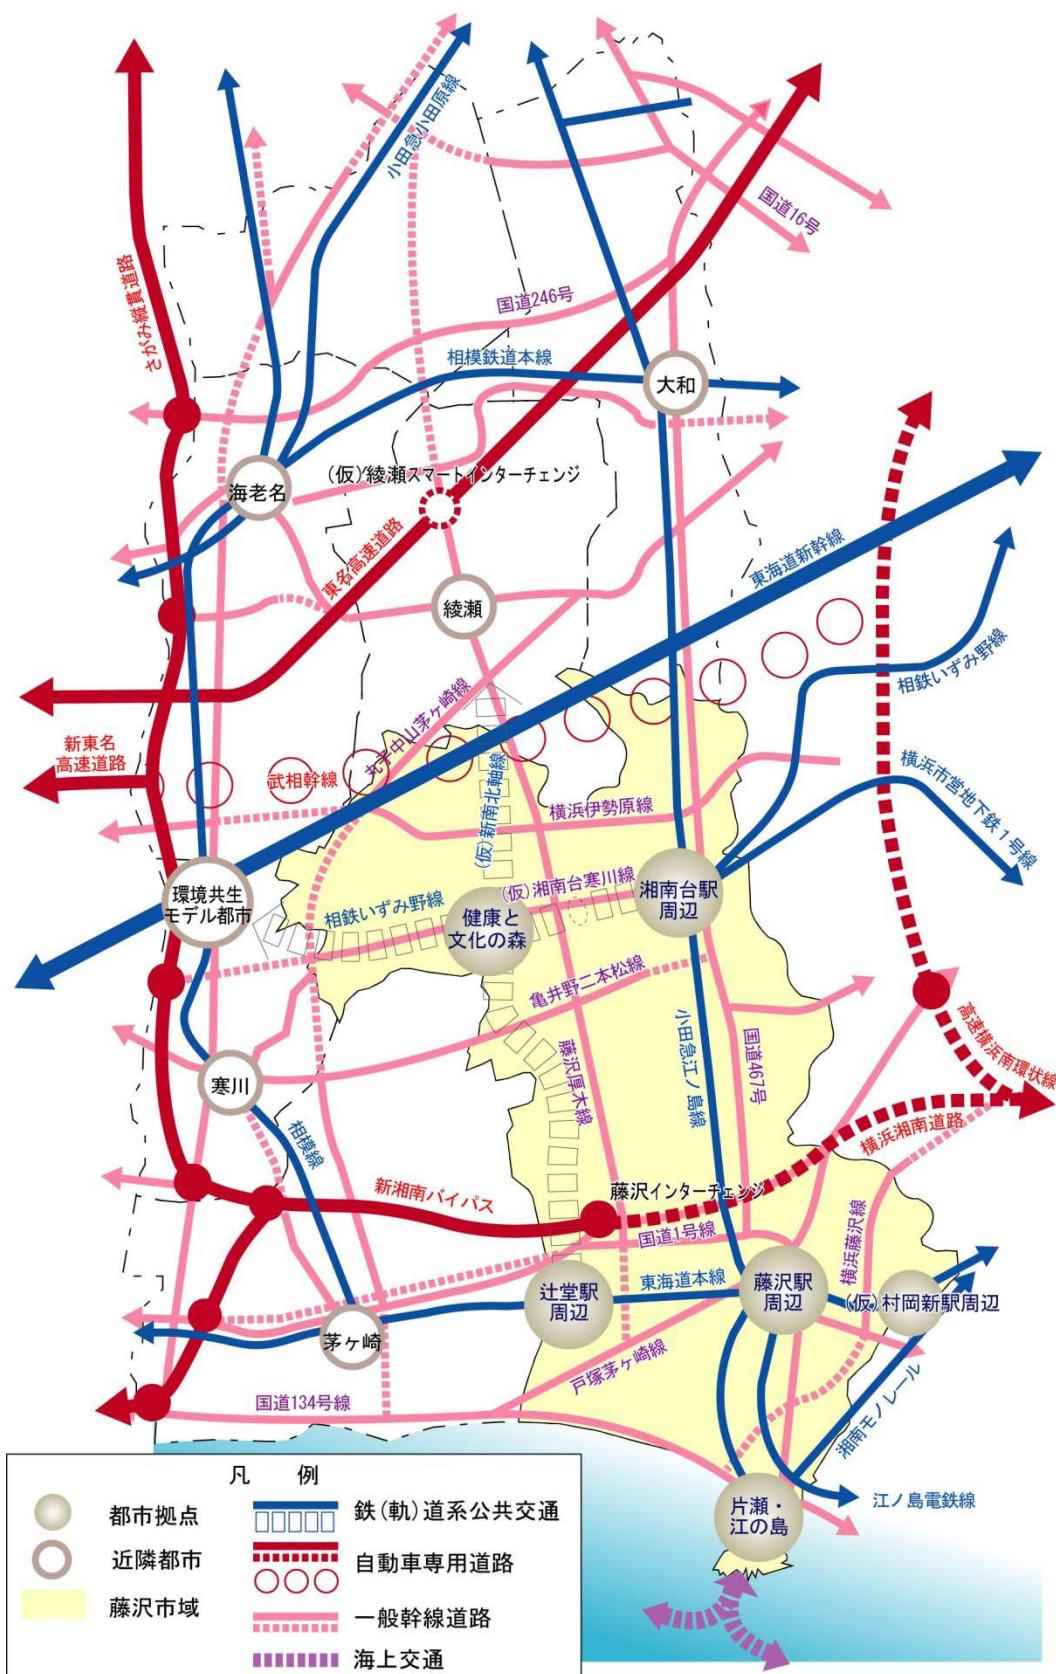 小田急小田原線
国道16号
さがみ縦貫道路
国道246号
相模鉄道本線
大和
海老名
(仮)綾瀬スマートインターチェンジ
東名高速道路
東海道新幹線
綾瀬
相鉄いずみ野線
丸子中山茅ヶ崎線
新東名
高速道路
武相幹線
(仮)新南北軸線
横浜伊勢原線
横浜市営地下鉄1号線
環境共生
モデル都市
相鉄いずみ野線
健康と
文化の森
(仮)湘南台寒川線
湘南台駅
周辺
亀井野二本松線
小田急江ノ島線
国道467号
藤沢厚木線
高速横浜南環状線
寒川
相模線
横浜湘南道路
新湘南バイパス
藤沢インターチェンジ
国道1号線
横浜藤沢線
辻堂駅
周辺
東海道本線
藤沢駅
周辺
(仮)村岡新駅周辺
茅ヶ崎
戸塚茅ヶ崎線
国道134号線
湘南モノレール
江ノ島電鉄線
片瀬・
江の島
凡 例
都市拠点
近隣都市
藤沢市域
鉄(軌)道系公共交通
自動車専用道路
一般幹線道路
海上交通